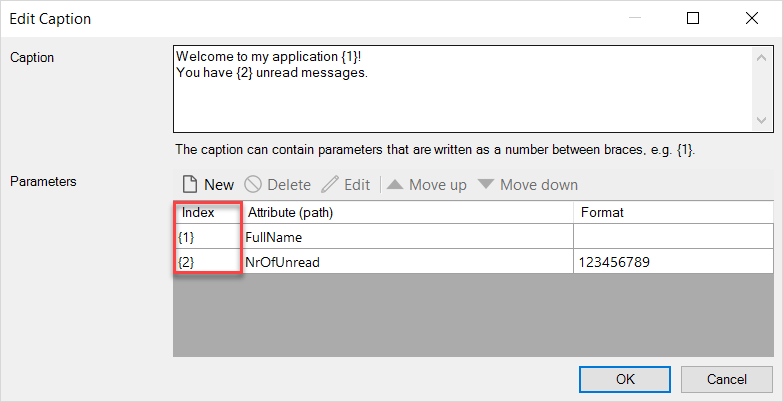 Edit Caption
Caption
Welcome to my application {1}!
You have {2} unread messages.
The caption can contain parameters that are written as a number between braces, e.g. {1}.
Parameters
New Delete Edit Move up Move down
Index Attribute (path) Format
{1} FullName
{2} NrOfUnread 123456789
OK Cancel